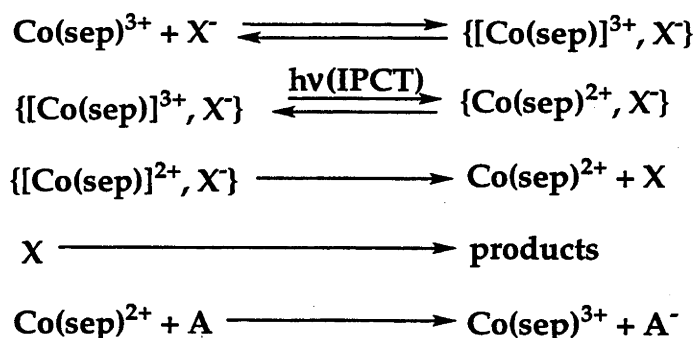 Co(sep)³⁺ + X⁻ ⇌ {[Co(sep)]³⁺, X⁻}
hν(IPCT)
{[Co(sep)]³⁺, X⁻} ⇌ {Co(sep)²⁺, X⁻}
{[Co(sep)]²⁺, X⁻} ⟶ Co(sep)²⁺ + X
X ⟶ products
Co(sep)²⁺ + A ⟶ Co(sep)³⁺ + A⁻